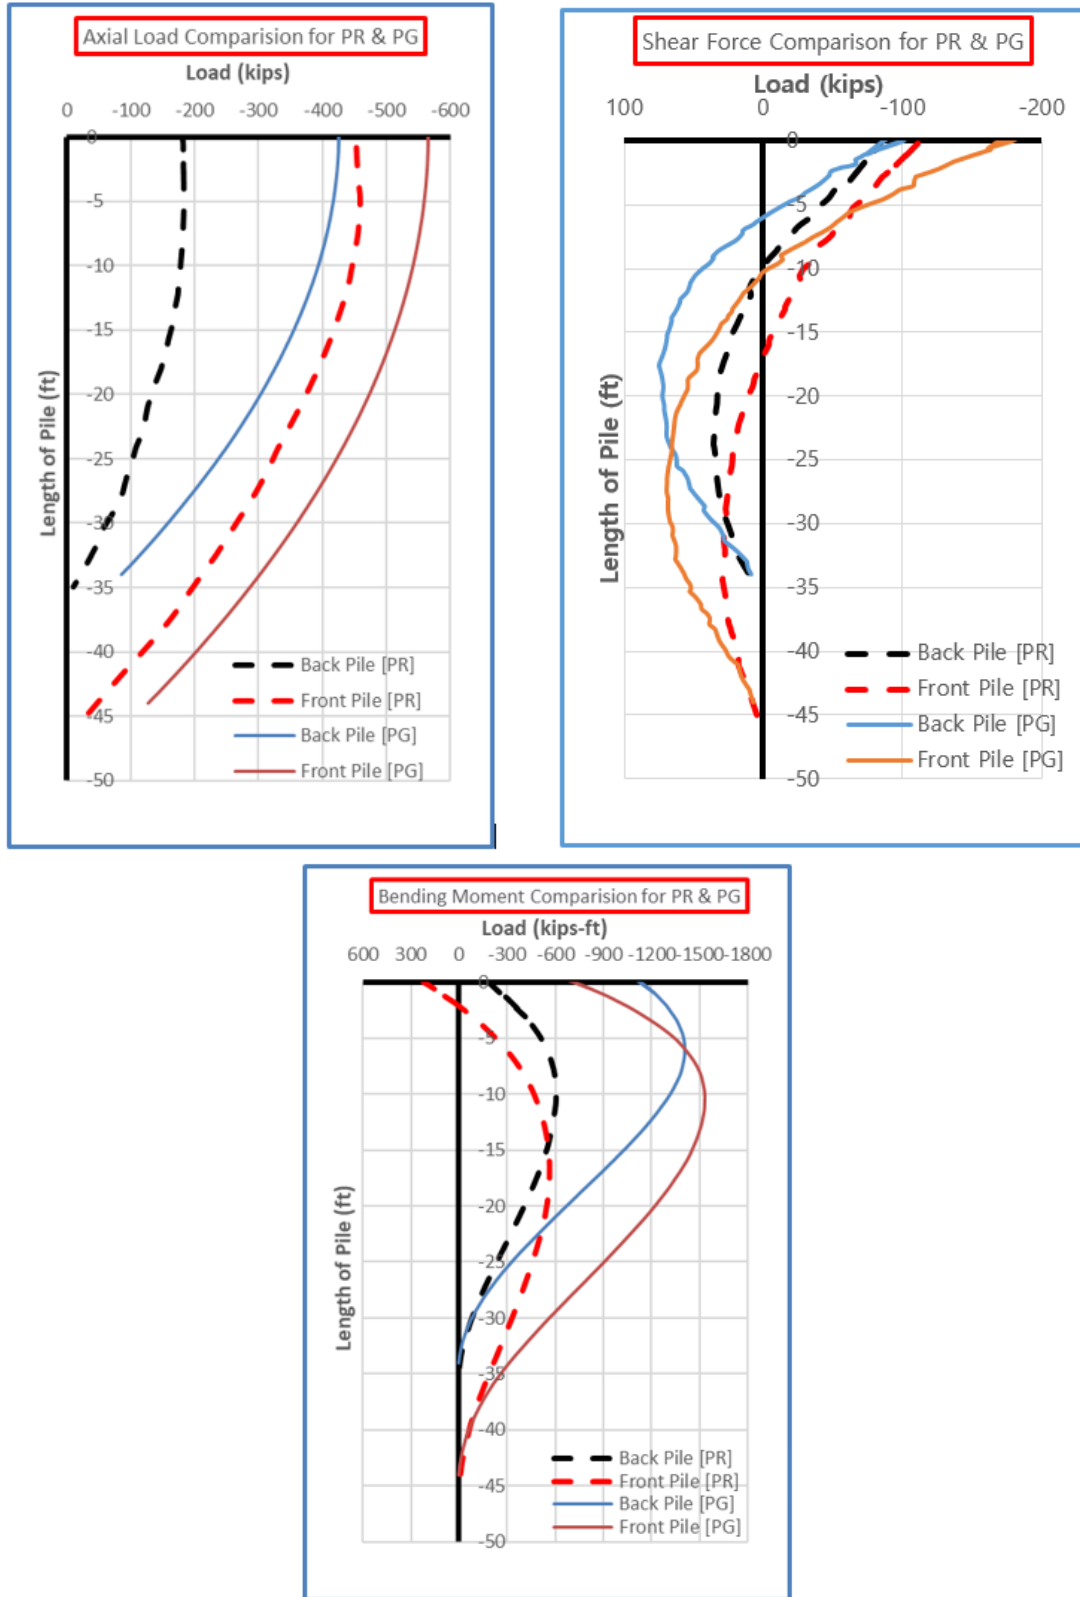 Axial Load Comparision for PR & PG
Load (kips)
0 -100 -200 -300 -400 -500 -600
0
-5
-10
-15
-20
-25
-30
-35
-40
-45
-50
Length of Pile (ft)
Back Pile [PR]
Front Pile [PR]
Back Pile [PG]
Front Pile [PG]
Shear Force Comparison for PR & PG
Load (kips)
100 0 -100 -200
0
-5
-10
-15
-20
-25
-30
-35
-40
-45
-50
Length of Pile (ft)
Back Pile [PR]
Front Pile [PR]
Back Pile [PG]
Front Pile [PG]
Bending Moment Comparision for PR & PG
Load (kips-ft)
600 300 0 -300 -600 -900 -1200 -1500 -1800
0
-5
-10
-15
-20
-25
-30
-35
-40
-45
-50
Length of Pile (ft)
Back Pile [PR]
Front Pile [PR]
Back Pile [PG]
Front Pile [PG]